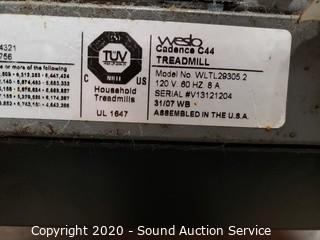 4321
756
Weslo
Cadence C44
TREADMILL
Model No. WLTL29305.2
120 V. 60 HZ. 8 A
SERIAL #V13121204
31/07 WB
ASSEMBLED IN THE U.S.A.
TÜV
C US
Household
Treadmills
UL 1647
more of the following
Copyright 2020 - Sound Auction Service